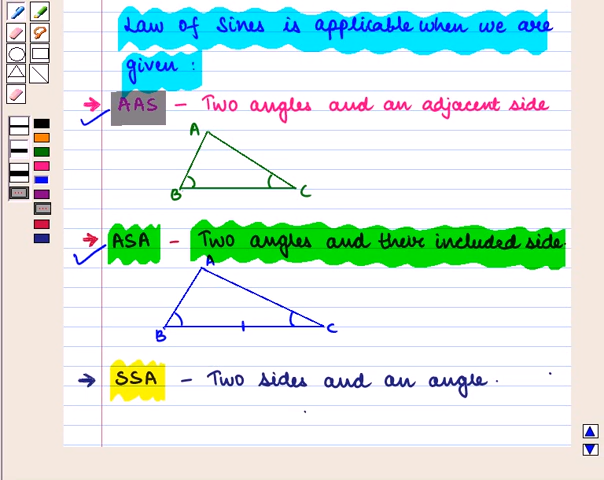 Law of Sines is applicable when we are
given :
→ AAS - Two angles and an adjacent side
A
B
C
→ ASA - Two angles and their included side.
A
B
C
→ SSA - Two sides and an angle.